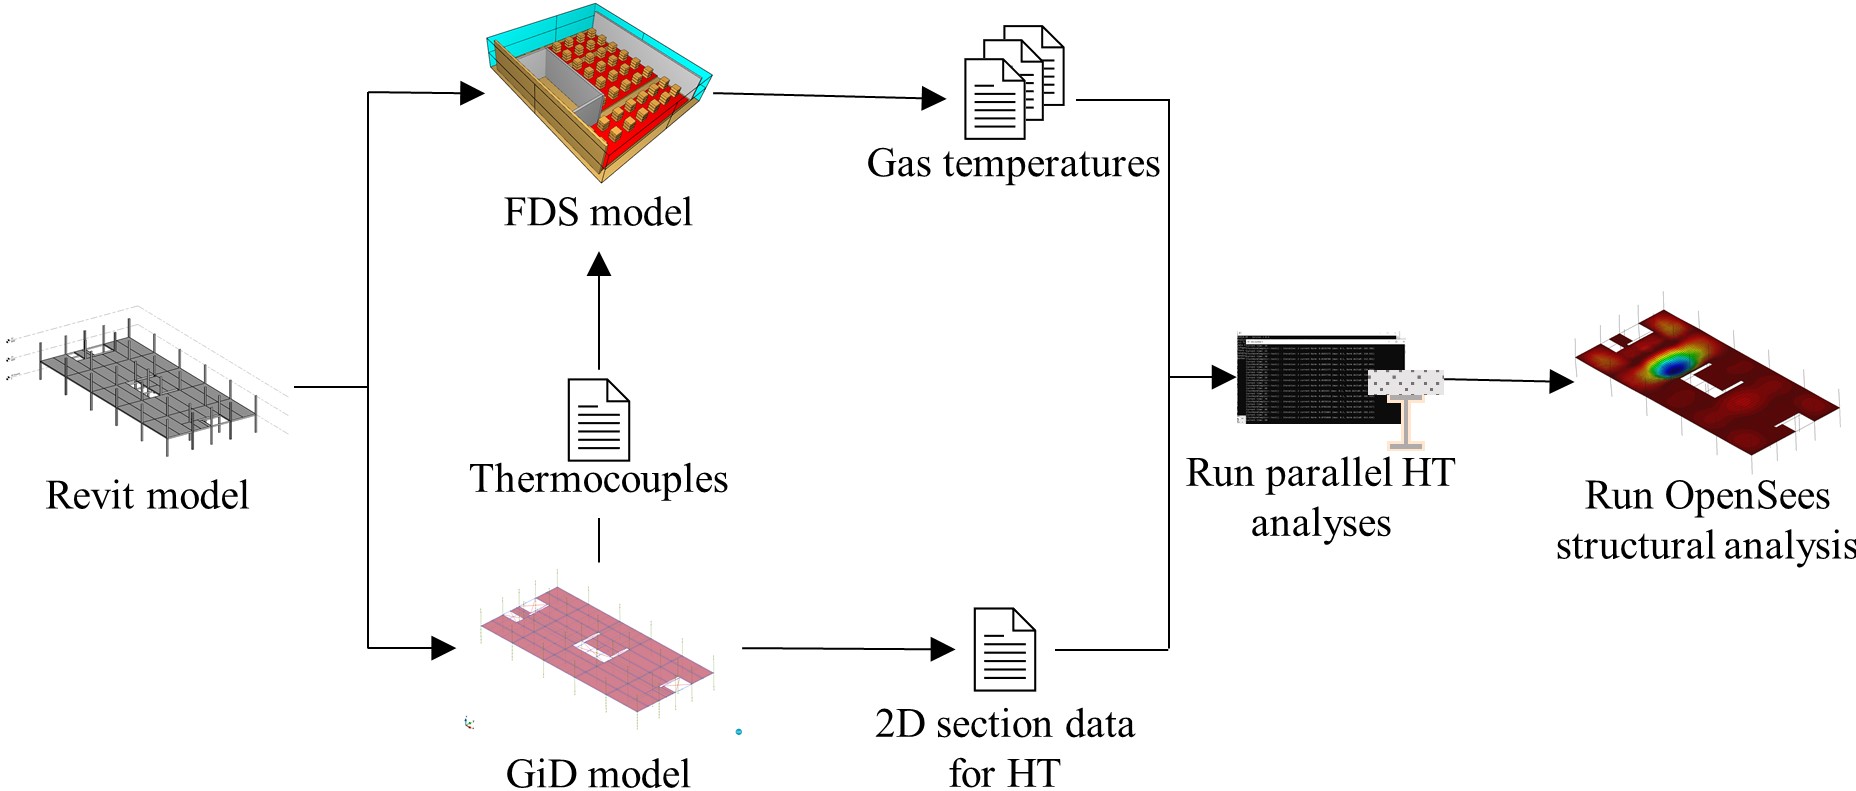 Gas temperatures
FDS model
Thermocouples
Revit model
Run parallel HT
analyses
Run OpenSees
structural analysis
2D section data
for HT
GiD model